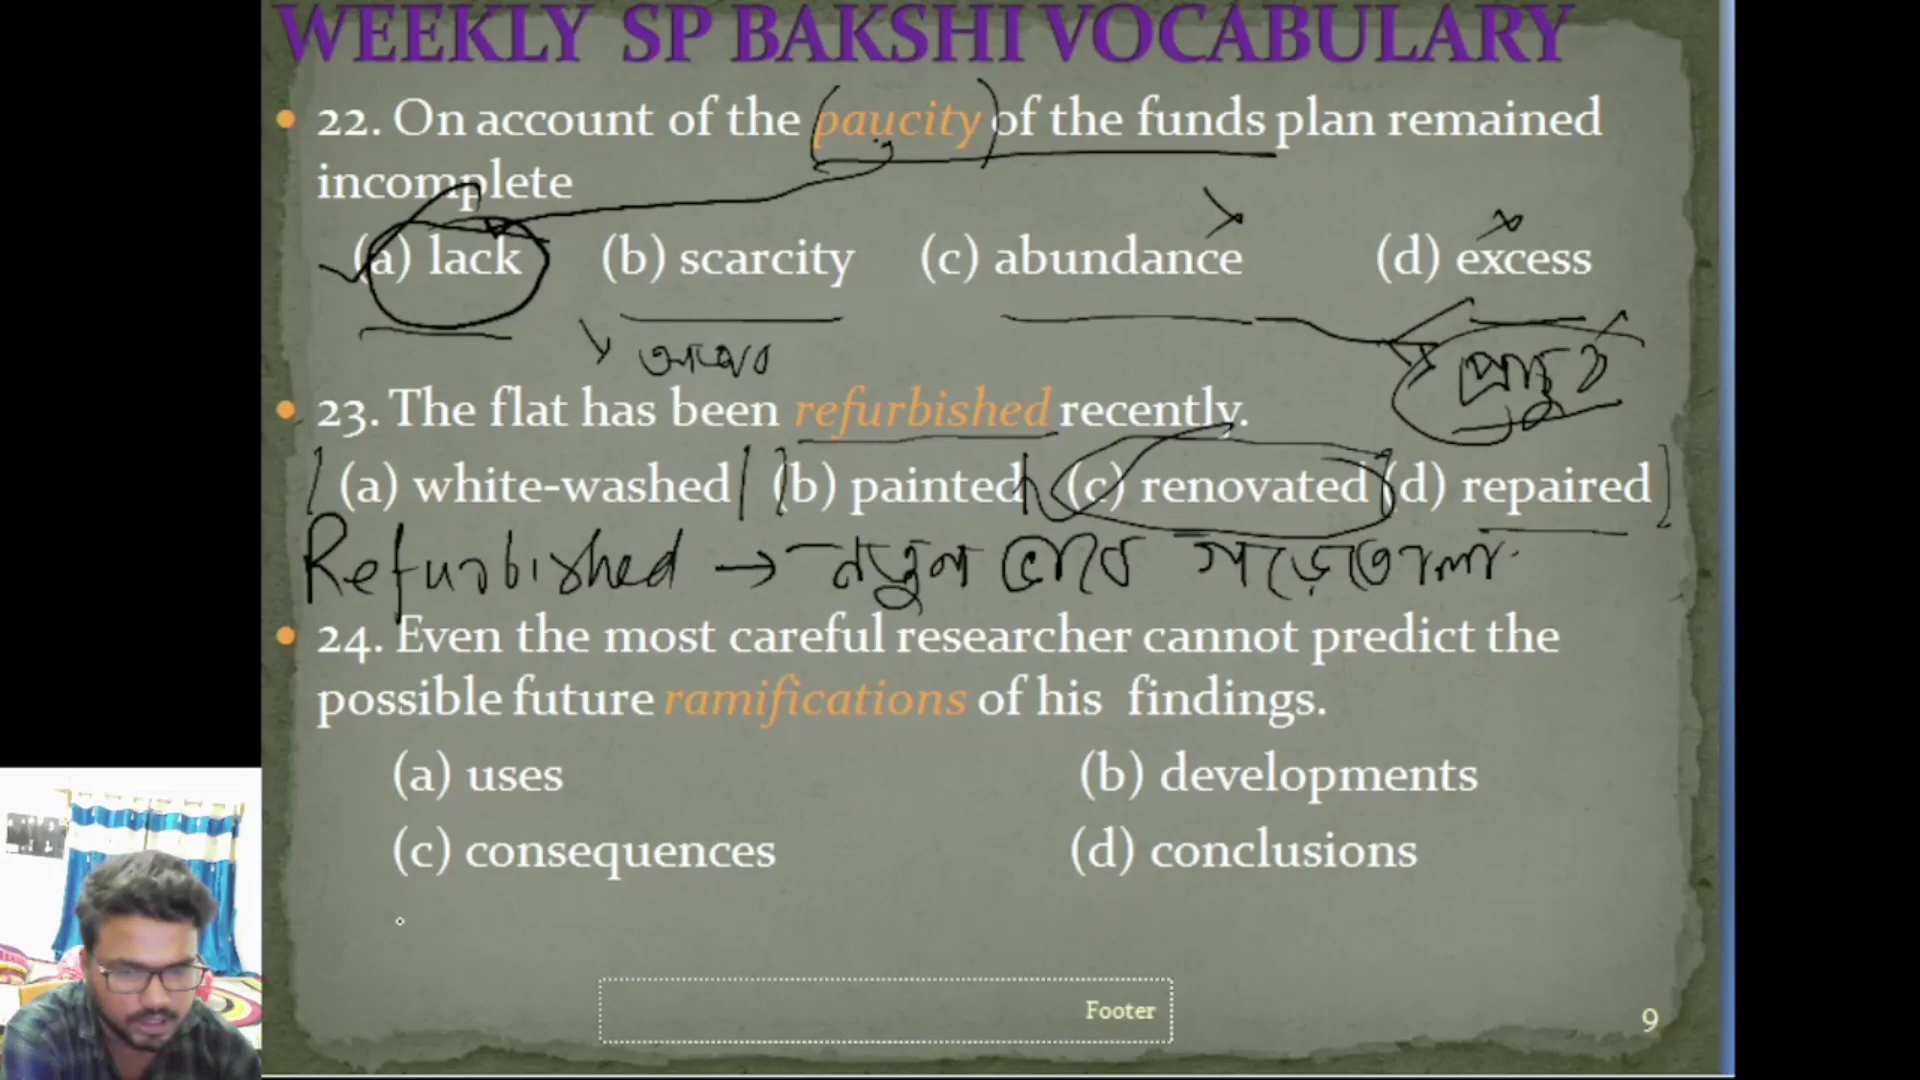 WEEKLY SP BAKSHI VOCABULARY
22. On account of the paucity of the funds plan remained
incomplete
(a) lack (b) scarcity (c) abundance (d) excess
23. The flat has been refurbished recently.
(a) white-washed (b) painted (c) renovated (d) repaired
Refurbished → নতুন ভাবে গড়েতোলা
24. Even the most careful researcher cannot predict the
possible future ramifications of his findings.
(a) uses (b) developments
(c) consequences (d) conclusions
Footer
9